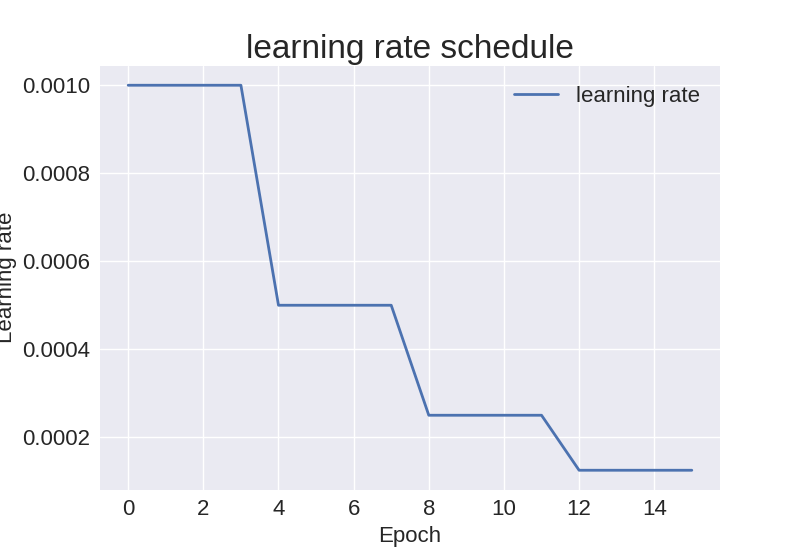 learning rate schedule
learning rate
0.0010
0.0008
0.0006
0.0004
0.0002
Learning rate
0 2 4 6 8 10 12 14
Epoch